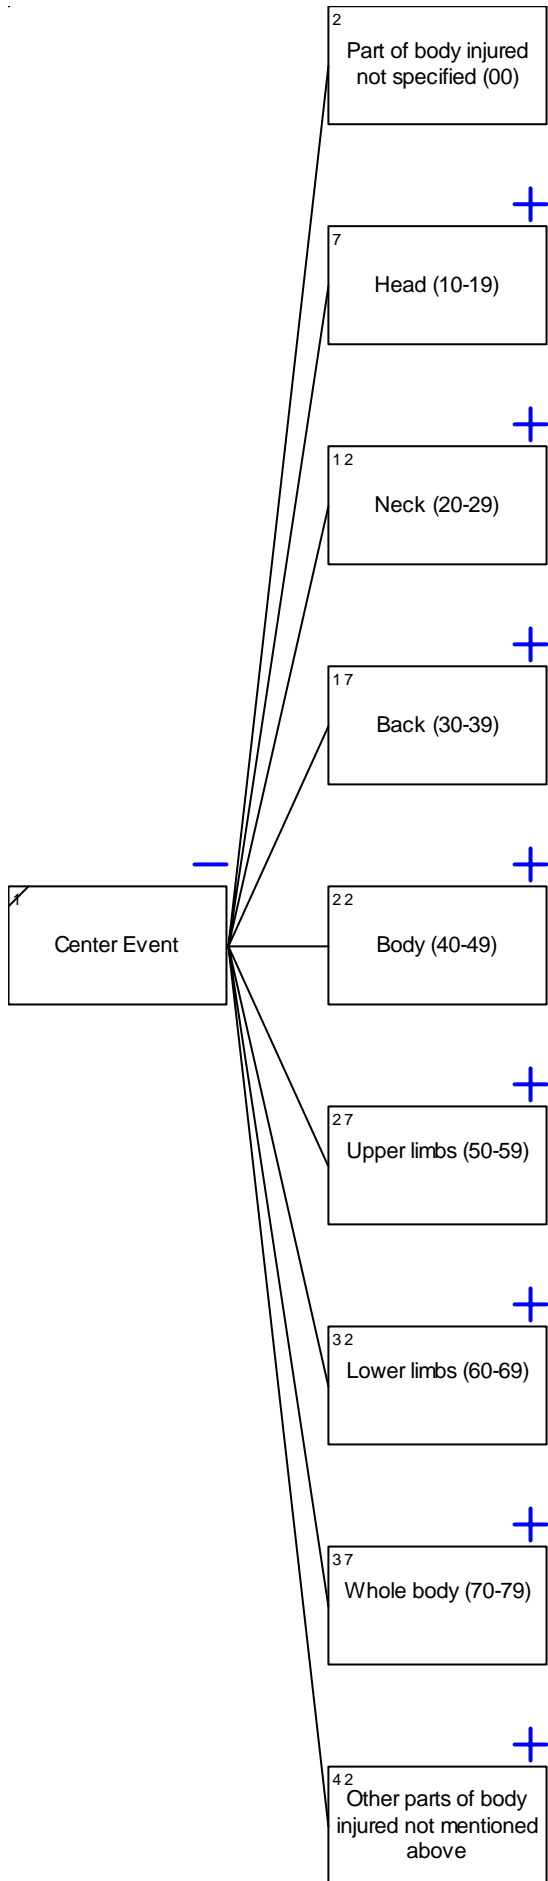 2
Part of body injured
not specified (00)
7
Head (10-19)
12
Neck (20-29)
17
Back (30-39)
1
Center Event
22
Body (40-49)
27
Upper limbs (50-59)
32
Lower limbs (60-69)
37
Whole body (70-79)
42
Other parts of body
injured not mentioned
above